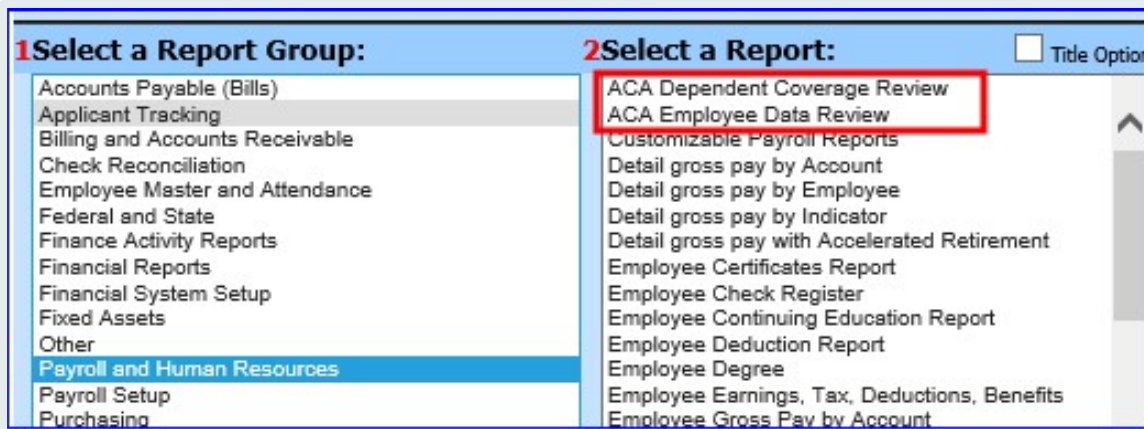 1Select a Report Group:
Accounts Payable (Bills)
Applicant Tracking
Billing and Accounts Receivable
Check Reconciliation
Employee Master and Attendance
Federal and State
Finance Activity Reports
Financial Reports
Financial System Setup
Fixed Assets
Other
Payroll and Human Resources
Payroll Setup
Purchasing
2Select a Report:
Title Option
ACA Dependent Coverage Review
ACA Employee Data Review
Customizable Payroll Reports
Detail gross pay by Account
Detail gross pay by Employee
Detail gross pay by Indicator
Detail gross pay with Accelerated Retirement
Employee Certificates Report
Employee Check Register
Employee Continuing Education Report
Employee Deduction Report
Employee Degree
Employee Earnings, Tax, Deductions, Benefits
Employee Gross Pay by Account